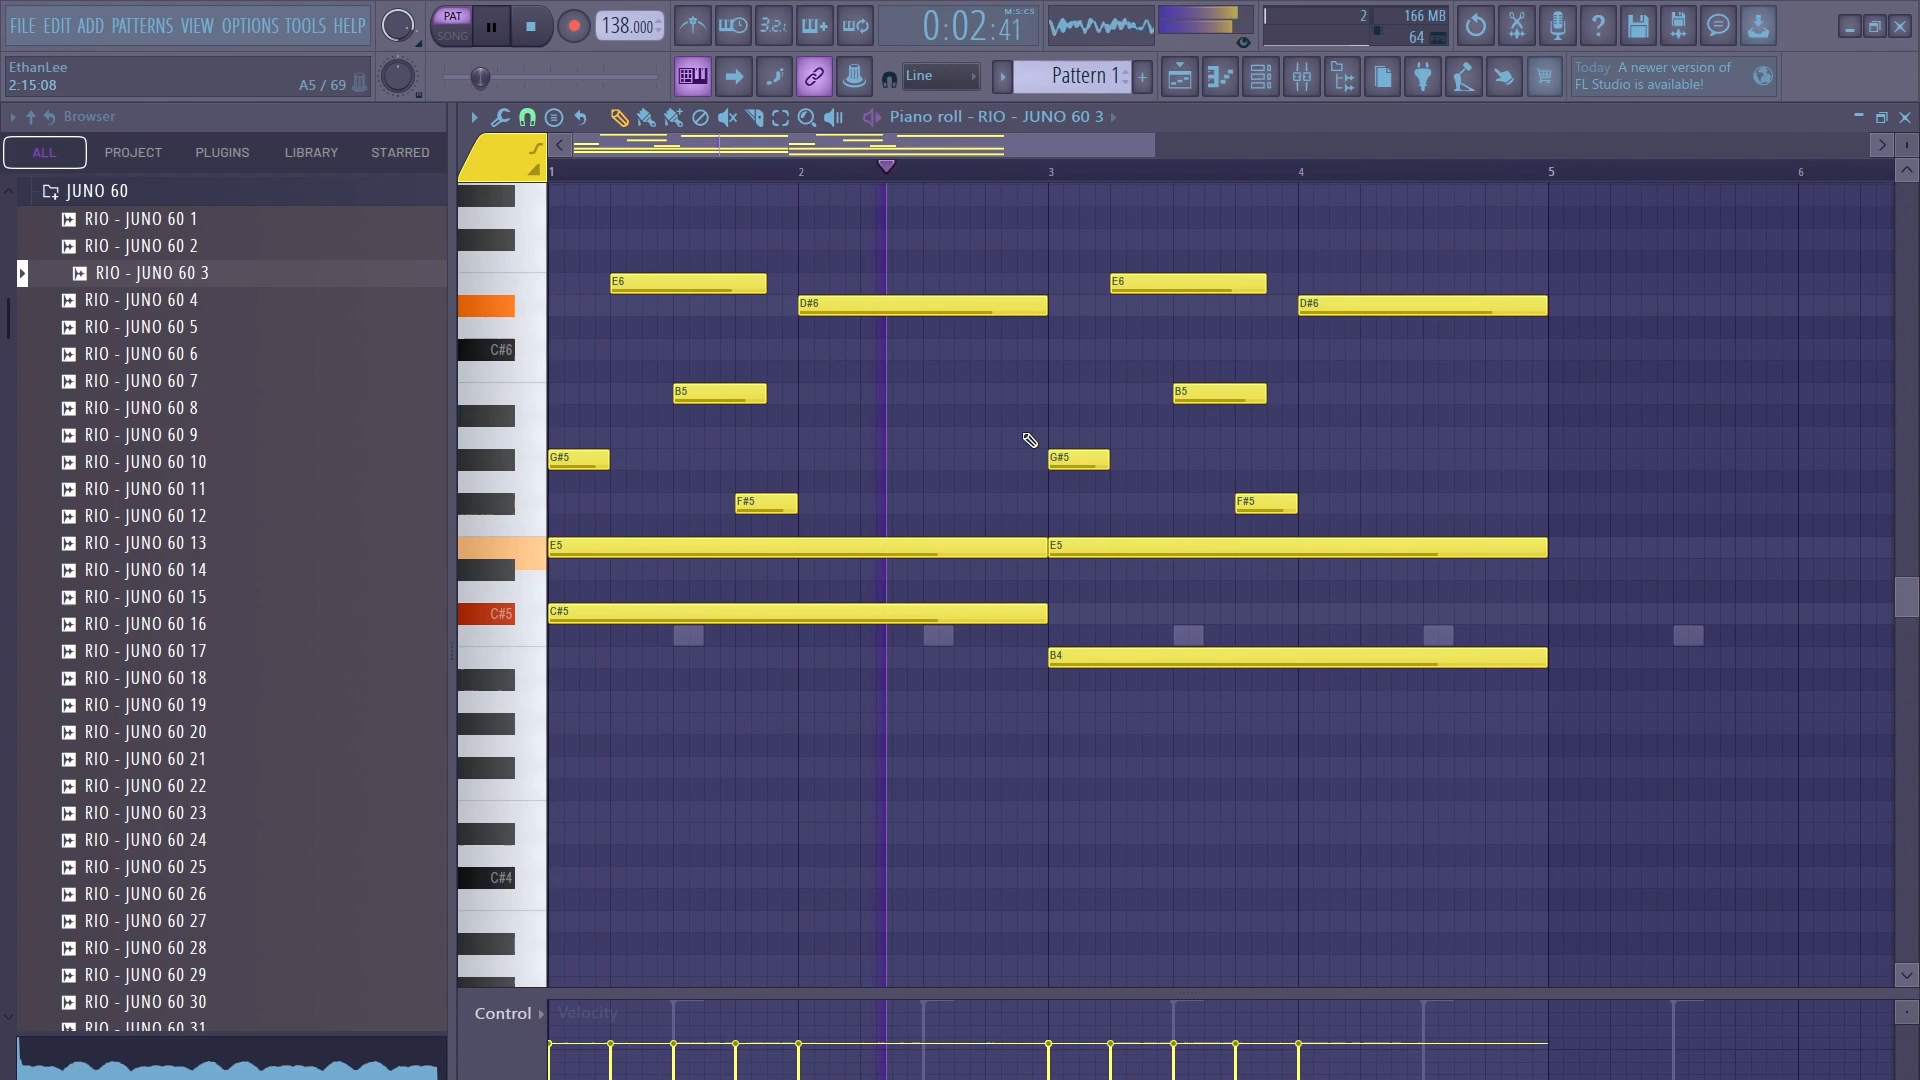 FILE EDIT ADD PATTERNS VIEW OPTIONS TOOLS HELP
PAT
SONG
138.000
3.2.
0:02:41
M:S:CS
2
166 MB
64
EthanLee
2:15:08
A5 / 69
Line
Pattern 1
Today A newer version of
FL Studio is available!
Browser
Piano roll - RIO - JUNO 60 3
ALL
PROJECT
PLUGINS
LIBRARY
STARRED
1
2
3
4
5
6
JUNO 60
RIO - JUNO 60 1
RIO - JUNO 60 2
RIO - JUNO 60 3
RIO - JUNO 60 4
RIO - JUNO 60 5
RIO - JUNO 60 6
RIO - JUNO 60 7
RIO - JUNO 60 8
RIO - JUNO 60 9
RIO - JUNO 60 10
RIO - JUNO 60 11
RIO - JUNO 60 12
RIO - JUNO 60 13
RIO - JUNO 60 14
RIO - JUNO 60 15
RIO - JUNO 60 16
RIO - JUNO 60 17
RIO - JUNO 60 18
RIO - JUNO 60 19
RIO - JUNO 60 20
RIO - JUNO 60 21
RIO - JUNO 60 22
RIO - JUNO 60 23
RIO - JUNO 60 24
RIO - JUNO 60 25
RIO - JUNO 60 26
RIO - JUNO 60 27
RIO - JUNO 60 28
RIO - JUNO 60 29
RIO - JUNO 60 30
RIO - JUNO 60 31
E6
E6
D#6
D#6
C#6
B5
B5
G#5
G#5
F#5
F#5
E5
E5
C#5
C#5
B4
C#4
Control
Velocity